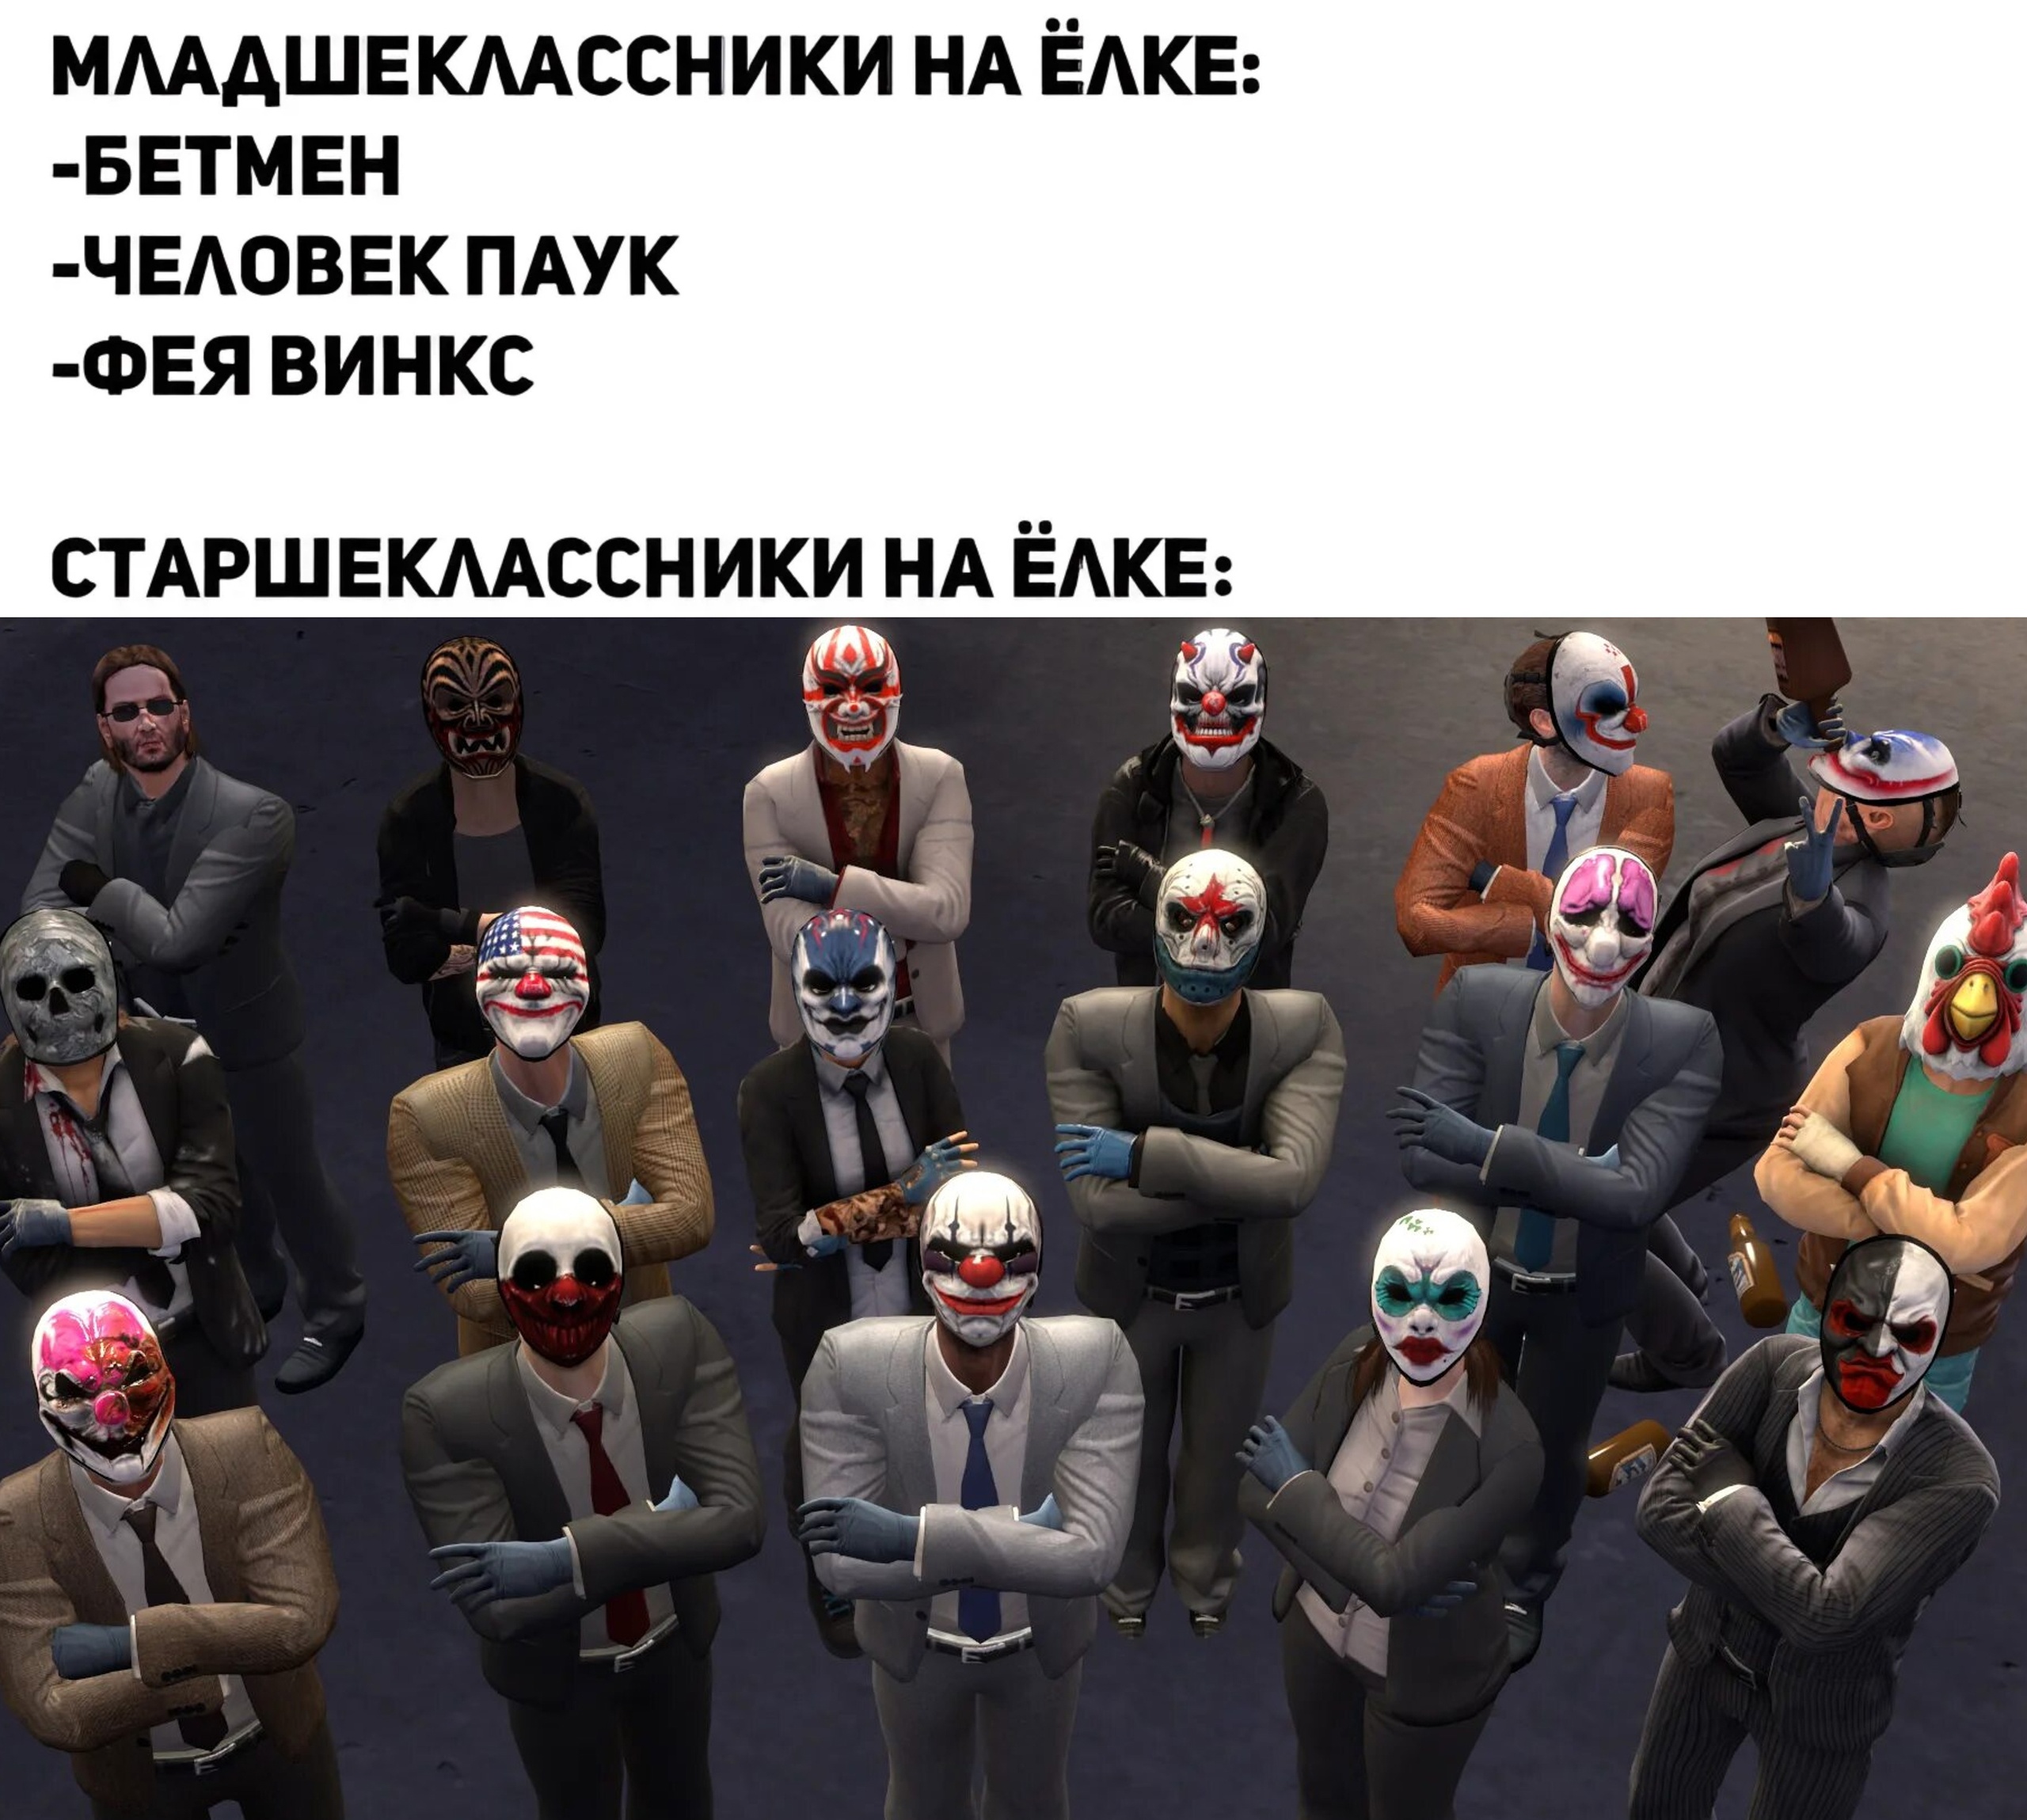 МЛАДШЕКЛАССНИКИ НА ЁЛКЕ:
-БЕТМЕН
-ЧЕЛОВЕК ПАУК
-ФЕЯ ВИНКС
СТАРШЕКЛАССНИКИ НА ЁЛКЕ: